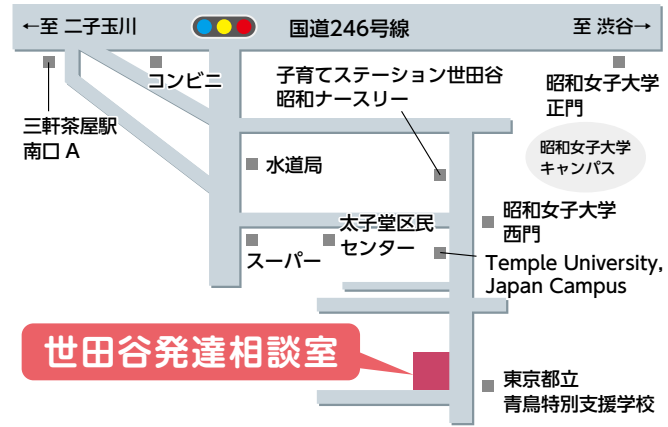 ←至 二子玉川
国道246号線
至 渋谷→
コンビニ
子育てステーション世田谷
昭和ナースリー
昭和女子大学
正門
三軒茶屋駅
南口 A
昭和女子大学
キャンパス
水道局
昭和女子大学
西門
太子堂区民
センター
スーパー
Temple University,
Japan Campus
世田谷発達相談室
東京都立
青鳥特別支援学校